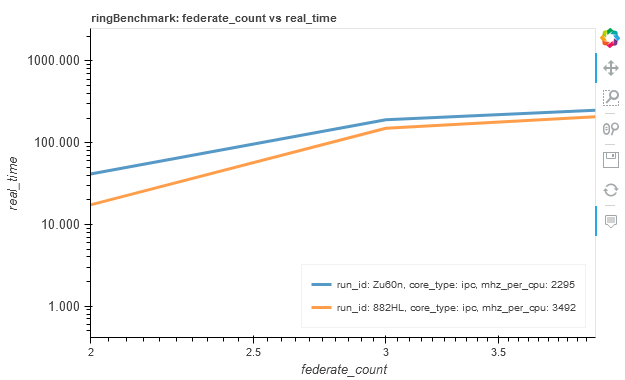 ringBenchmark: federate_count vs real_time
1000.000
100.000
10.000
1.000
real_time
run_id: Zu60n, core_type: ipc, mhz_per_cpu: 2295
run_id: 882HL, core_type: ipc, mhz_per_cpu: 3492
2
2.5
3
3.5
federate_count